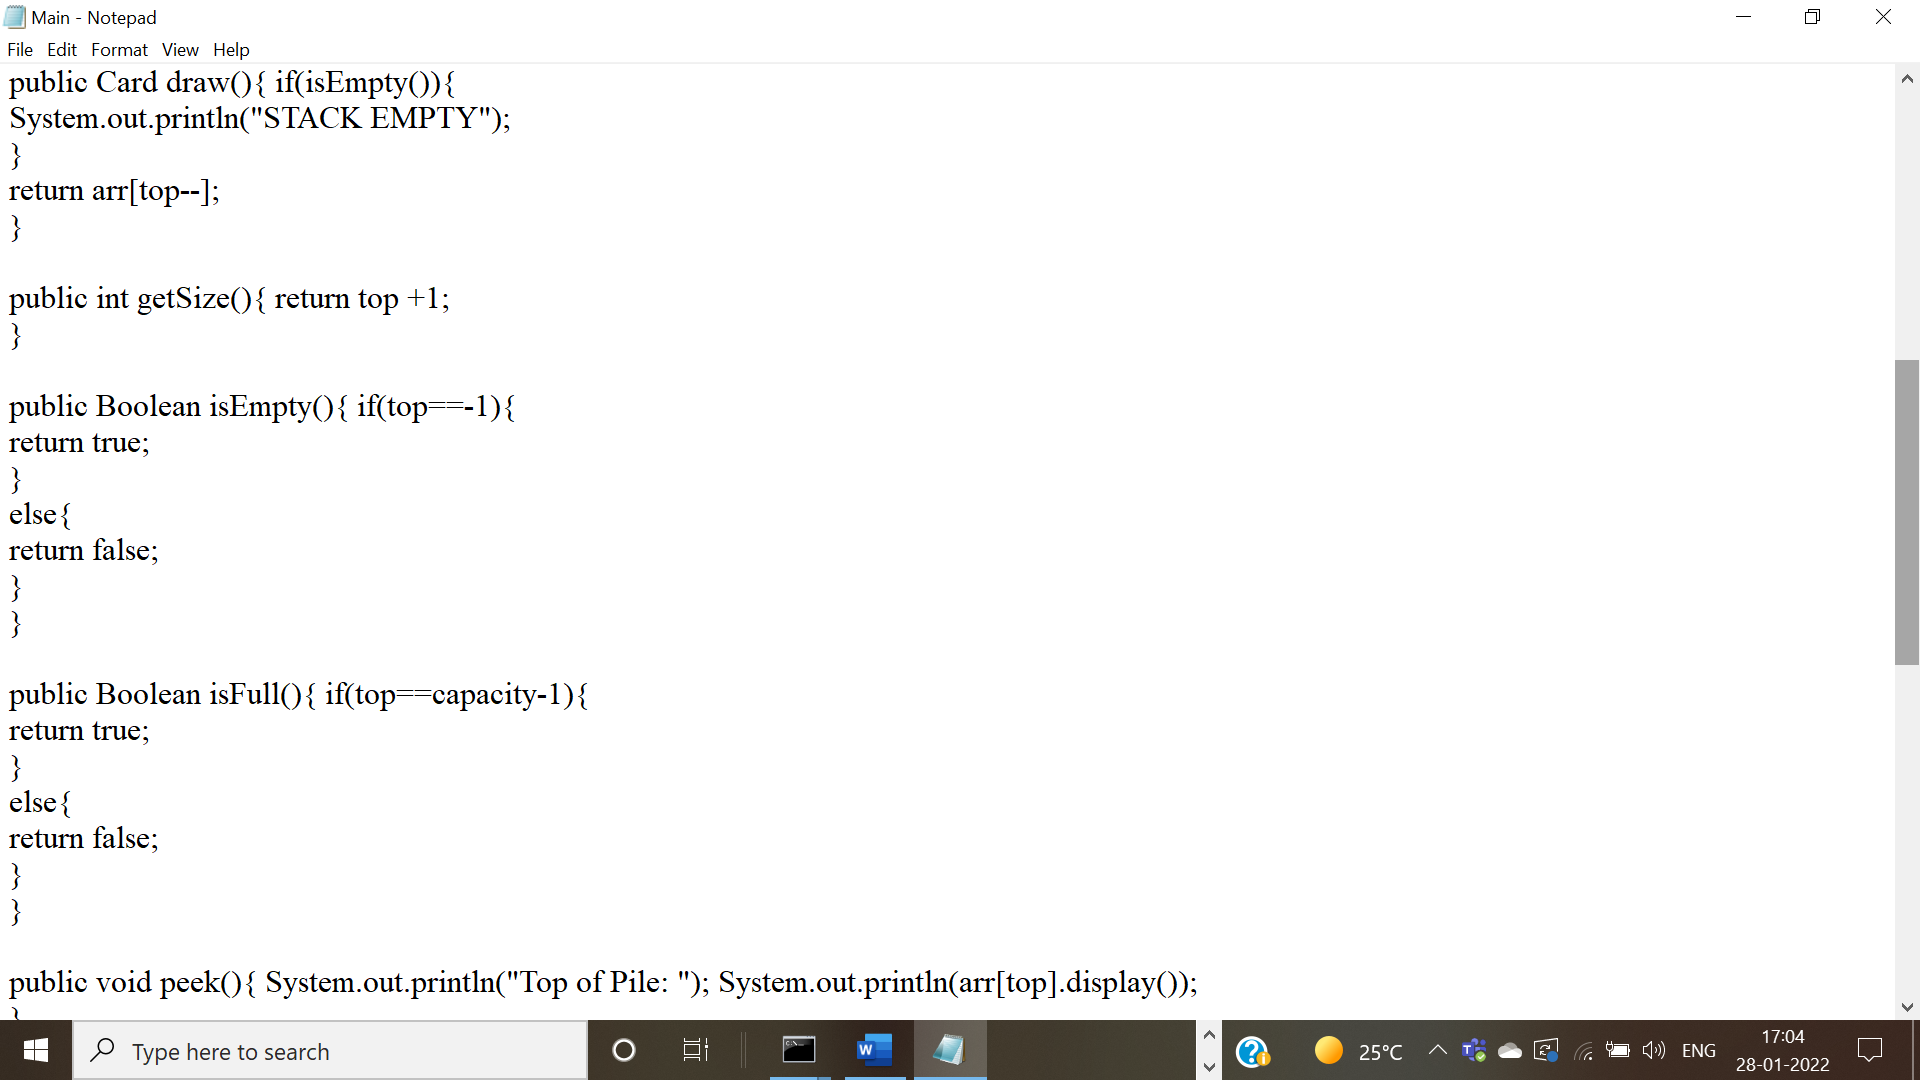 Main - Notepad
File Edit Format View Help
public Card draw(){ if(isEmpty()){
System.out.println("STACK EMPTY");
}
return arr[top--];
}
public int getSize(){ return top +1;
}
public Boolean isEmpty(){ if(top==-1){
return true;
}
else{
return false;
}
}
public Boolean isFull(){ if(top==capacity-1){
return true;
}
else{
return false;
}
}
public void peek(){ System.out.println("Top of Pile: "); System.out.println(arr[top].display());
}
Type here to search
25°C
ENG
17:04
28-01-2022